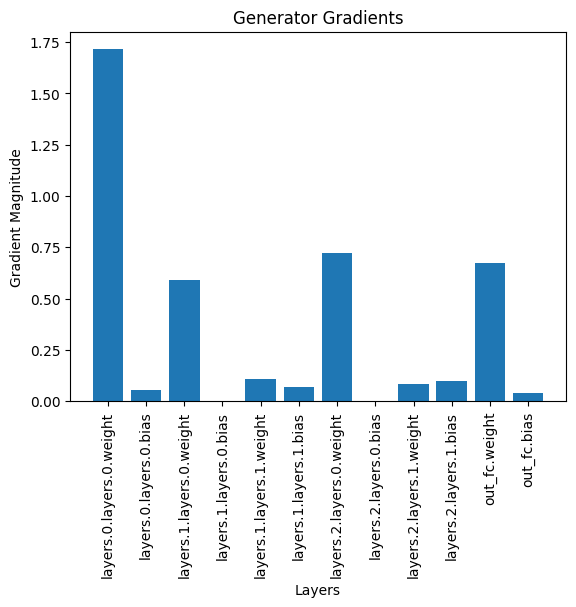 Generator Gradients
Gradient Magnitude
1.75
1.50
1.25
1.00
0.75
0.50
0.25
0.00
layers.0.layers.0.weight
layers.0.layers.0.bias
layers.1.layers.0.weight
layers.1.layers.0.bias
layers.1.layers.1.weight
layers.1.layers.1.bias
layers.2.layers.0.weight
layers.2.layers.0.bias
layers.2.layers.1.weight
layers.2.layers.1.bias
out_fc.weight
out_fc.bias
Layers